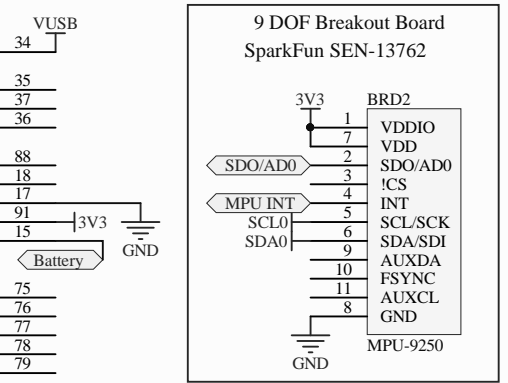 VUSB
34
35
37
36
88
18
17
91
3V3
15
GND
Battery
75
76
77
78
79
9 DOF Breakout Board
SparkFun SEN-13762
3V3
BRD2
1 VDDIO
7 VDD
SDO/AD0 2 SDO/AD0
3 !CS
MPU INT 4 INT
SCL0 5 SCL/SCK
SDA0 6 SDA/SDI
9 AUXDA
10 FSYNC
11 AUXCL
8 GND
MPU-9250
GND